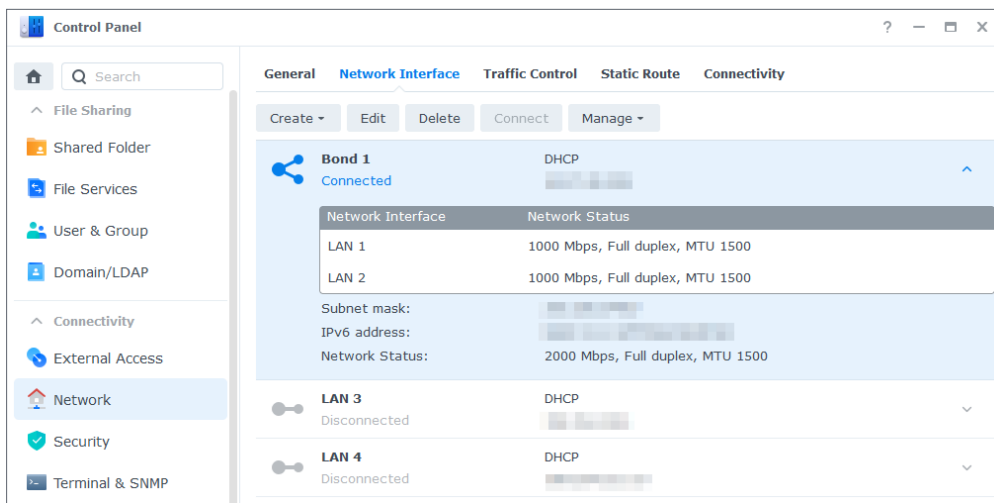 Control Panel
Search
File Sharing
Shared Folder
File Services
User & Group
Domain/LDAP
Connectivity
External Access
Network
Security
Terminal & SNMP
General Network Interface Traffic Control Static Route Connectivity
Create Edit Delete Connect Manage
Bond 1 DHCP
Connected
Network Interface Network Status
LAN 1 1000 Mbps, Full duplex, MTU 1500
LAN 2 1000 Mbps, Full duplex, MTU 1500
Subnet mask:
IPv6 address:
Network Status: 2000 Mbps, Full duplex, MTU 1500
LAN 3 DHCP
Disconnected
LAN 4 DHCP
Disconnected